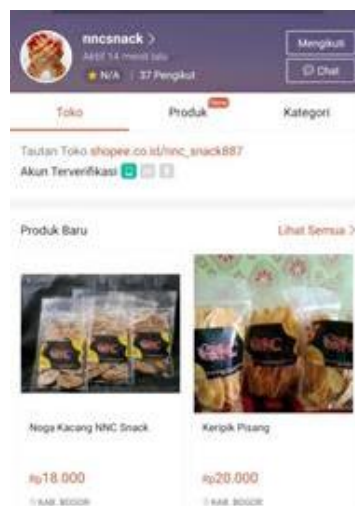 nncsnack >
Aktif 14 menit lalu
Mengikuti
N/A | 37 Pengikut
Chat
Toko
Produk
Kategori
Tautan Toko shopee.co.id/nnc_snack887
Akun Terverifikasi
Produk Baru
Lihat Semua >
NNC
NNC
Noga Kacang NNC Snack
Keripik Pisang
Rp18.000
Rp20.000
KAB. BOGOR
KAB. BOGOR